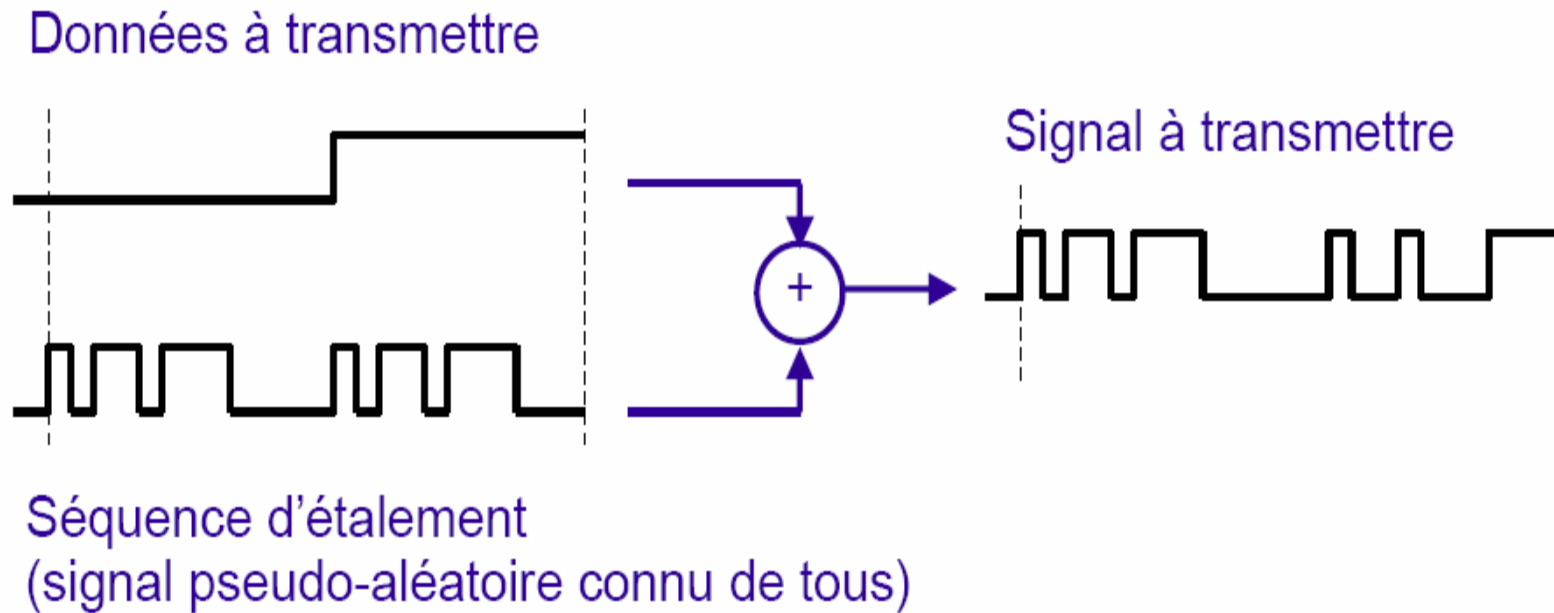 Données à transmettre
Signal à transmettre
+
Séquence d'étalement
(signal pseudo-aléatoire connu de tous)